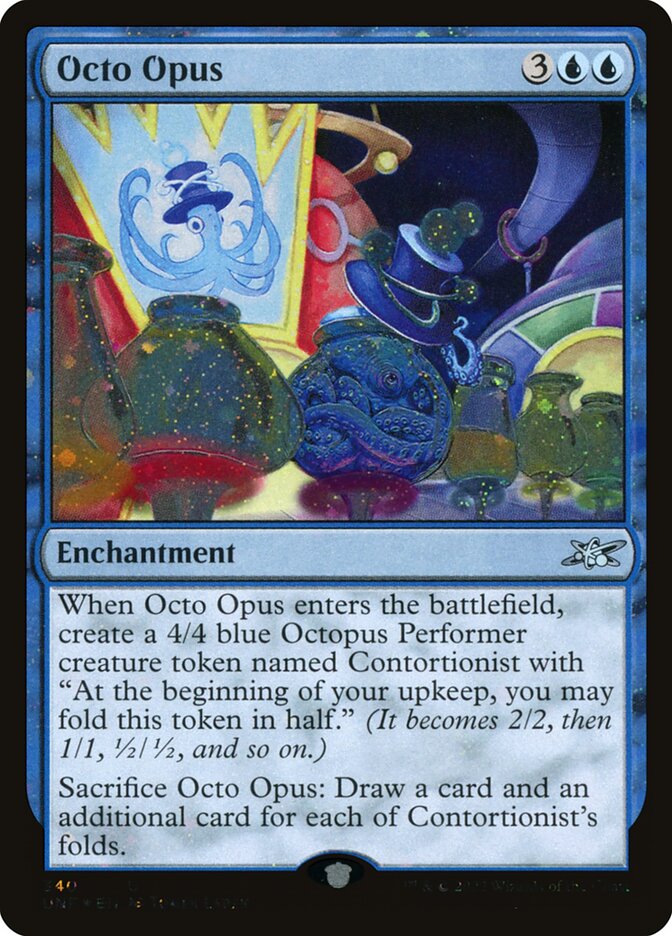 Octo Opus 3
Enchantment
When Octo Opus enters the battlefield,
create a 4/4 blue Octopus Performer
creature token named Contortionist with
“At the beginning of your upkeep, you may
fold this token in half.” (It becomes 2/2, then
1/1, ½/½, and so on.)
Sacrifice Octo Opus: Draw a card and an
additional card for each of Contortionist’s
folds.